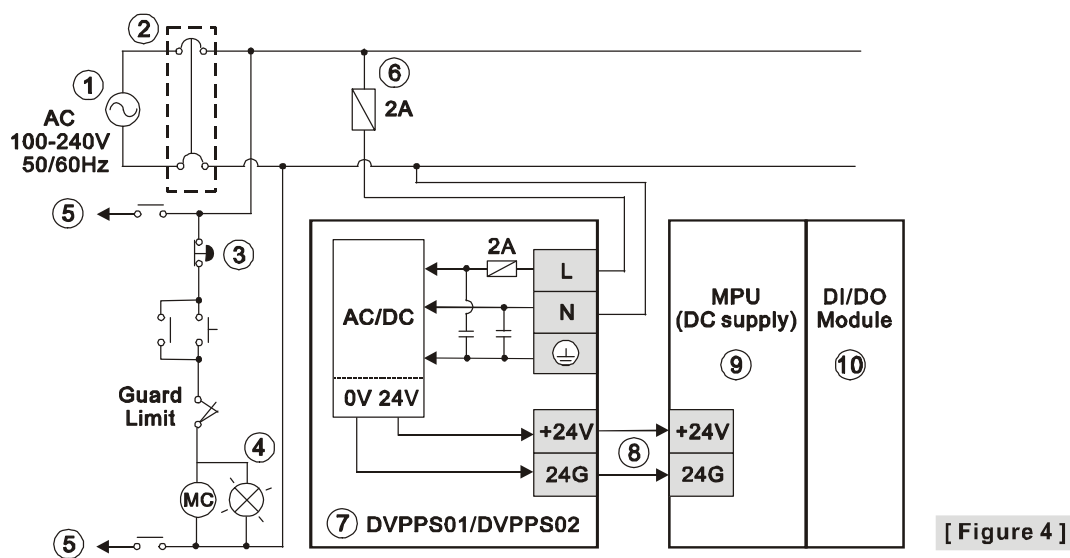 ②
⑥
①
2A
AC
100-240V
50/60Hz
⑤
③
2A
L
N
AC/DC
MPU
(DC supply)
DI/DO
Module
⑨
⑩
0V 24V
Guard
Limit
+24V
⑧
+24V
24G
24G
④
MC
⑦ DVPPS01/DVPPS02
⑤
[ Figure 4 ]